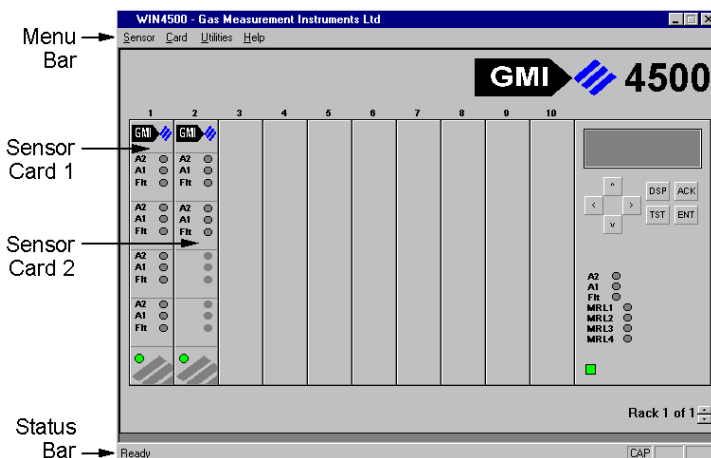 WIN4500 - Gas Measurement Instruments Ltd
Menu Bar
Sensor Card Utilities Help
GMI 4500
1 2 3 4 5 6 7 8 9 10
GMI GMI
Sensor Card 1
A2 A2
A1 A1
Flt Flt
DSP ACK
< ^ > v
TST ENT
A2 A2
A1 A1
Flt Flt
Sensor Card 2
A2
A1
Flt
A2
A1
Flt
A2
A1
Flt
MRL1
MRL2
MRL3
MRL4
Rack 1 of 1
Status Bar
Ready
CAP